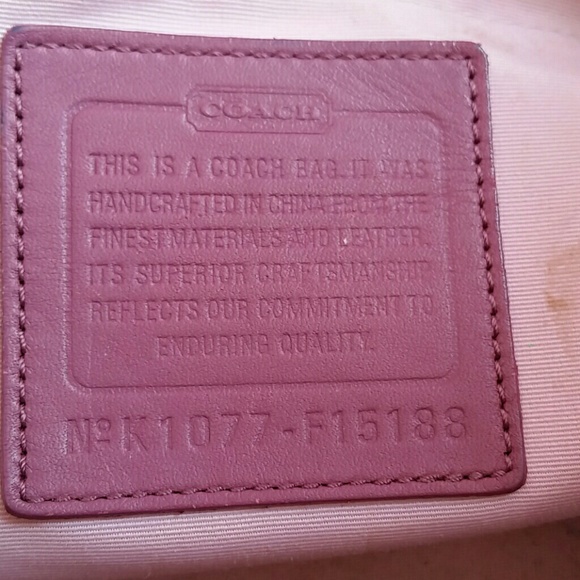 COACH
THIS IS A COACH BAG. IT WAS
HANDCRAFTED IN CHINA FROM THE
FINEST MATERIALS AND LEATHER.
ITS SUPERIOR CRAFTSMANSHIP
REFLECTS OUR COMMITMENT TO
ENDURING QUALITY.
Nº K1077-F15188